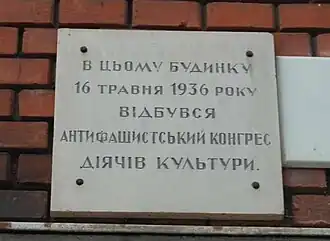 В ЦЬОМУ БУДИНКУ
16 ТРАВНЯ 1936 РОКУ
ВІДБУВСЯ
АНТИФАШИСТСЬКИЙ КОНГРЕС
ДІЯЧІВ КУЛЬТУРИ.